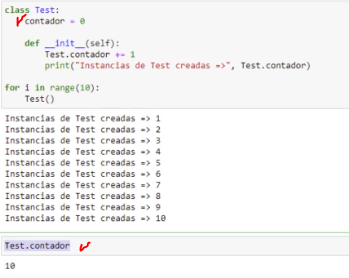 class Test:
contador = 0
def __init__(self):
Test.contador += 1
print("Instancias de Test creadas =>", Test.contador)
for i in range(10):
Test()
Instancias de Test creadas => 1
Instancias de Test creadas => 2
Instancias de Test creadas => 3
Instancias de Test creadas => 4
Instancias de Test creadas => 5
Instancias de Test creadas => 6
Instancias de Test creadas => 7
Instancias de Test creadas => 8
Instancias de Test creadas => 9
Instancias de Test creadas => 10
Test.contador
10